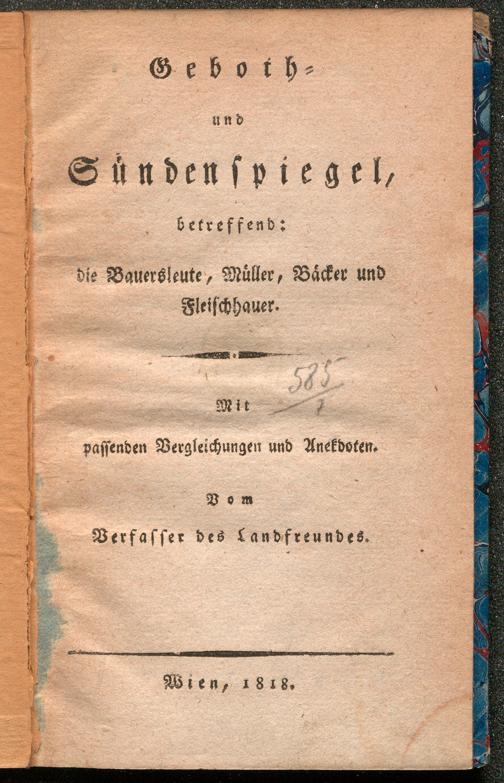 Geboth-
und
Sündenspiegel,
betreffend:
die Bauersleute, Müller, Bäcker und
Fleischhauer.
585
7
Mit
passenden Vergleichungen und Anekdoten.
Vom
Verfasser des Landfreundes.
Wien, 1818.